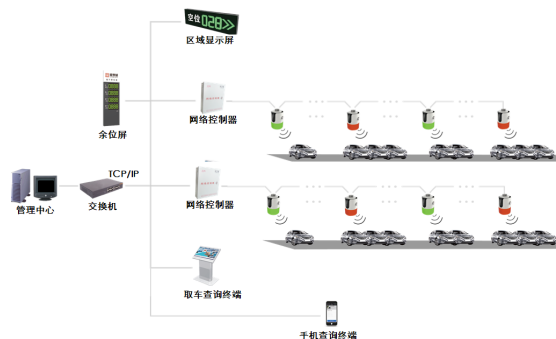 空位 028>>
区域显示屏
余位屏
网络控制器
TCP/IP
管理中心
交换机
网络控制器
取车查询终端
手机查询终端